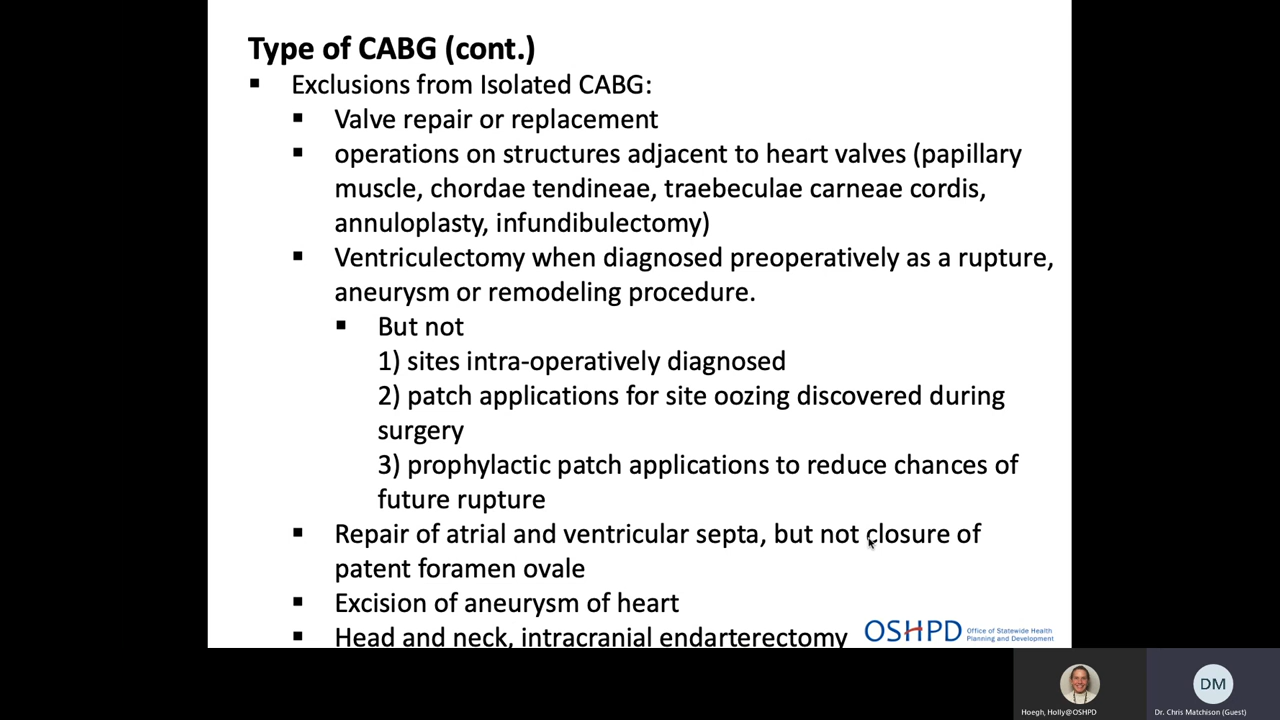 Type of CABG (cont.)
▪ Exclusions from Isolated CABG:
▪ Valve repair or replacement
▪ operations on structures adjacent to heart valves (papillary
muscle, chordae tendineae, traebeculae carneae cordis,
annuloplasty, infundibulectomy)
▪ Ventriculectomy when diagnosed preoperatively as a rupture,
aneurysm or remodeling procedure.
▪ But not
1) sites intra-operatively diagnosed
2) patch applications for site oozing discovered during
surgery
3) prophylactic patch applications to reduce chances of
future rupture
▪ Repair of atrial and ventricular septa, but not closure of
patent foramen ovale
▪ Excision of aneurysm of heart
▪ Head and neck, intracranial endarterectomy
OSHPD Office of Statewide Health
Planning and Development
DM
Hoegh, Holly@OSHPD
Dr. Chris Matchison (Guest)